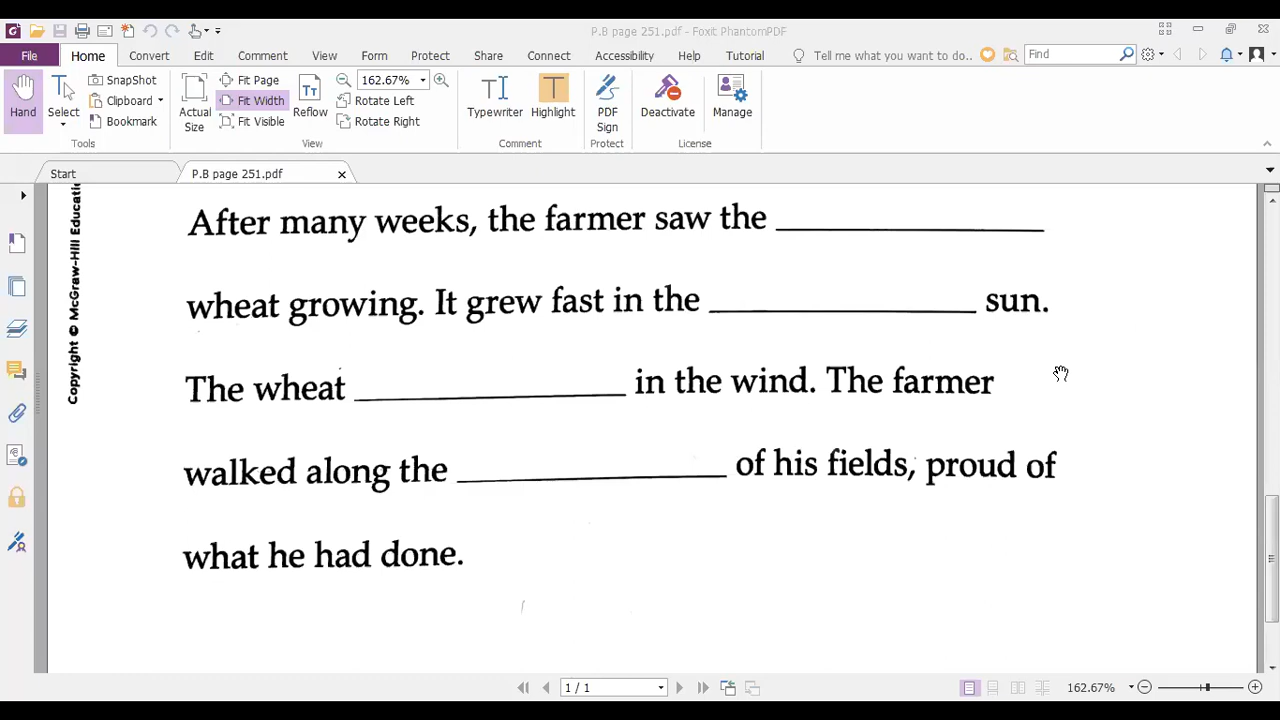 P.B page 251.pdf - Foxit PhantomPDF
File Home Convert Edit Comment View Form Protect Share Connect Accessibility Help Tutorial Tell me what you want to do.. Find
Hand
Select
SnapShot
Clipboard
Bookmark
Tools
Actual Size
Fit Page
Fit Width
Fit Visible
Reflow
162.67%
Rotate Left
Rotate Right
View
Typewriter
Highlight
Comment
PDF Sign
Protect
Deactivate
Manage
License
Start
P.B page 251.pdf
Copyright © McGraw-Hill Educatio
After many weeks, the farmer saw the ____________
wheat growing. It grew fast in the ____________ sun.
The wheat ____________ in the wind. The farmer
walked along the ____________ of his fields, proud of
what he had done.
1 / 1
162.67%